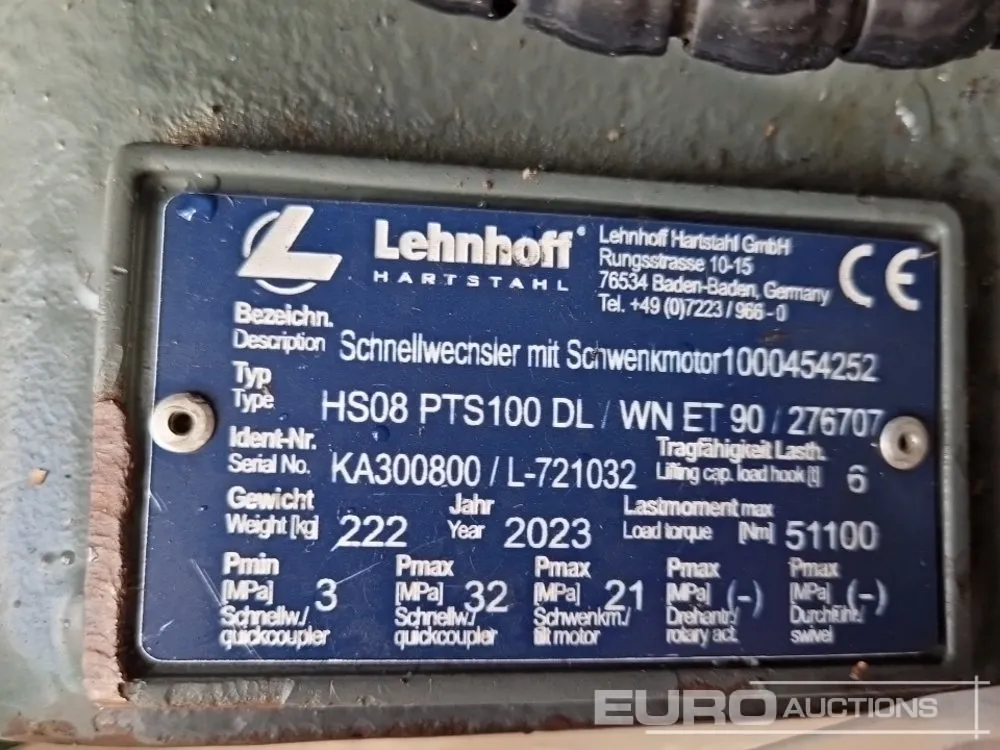 Lehnhoff®
HARTSTAHL
Lehnhoff Hartstahl GmbH
Rungsstrasse 10-15
76534 Baden-Baden, Germany
Tel. +49 (0)7223 / 966 - 0
CE
Bezeichn.
Description Schnellwechsler mit Schwenkmotor1000454252
Typ
Type HS08 PTS100 DL / WN ET 90 / 276707
Ident-Nr.
Serial No. KA300800 / L-721032
Tragfähigkeit Lasth.
Lifting cap. load hook [t] 6
Gewicht
Weight [kg] 222
Jahr
Year 2023
Lastmoment max
Load torque [Nm] 51100
Pmin
[MPa] 3
Schnellw./
quickcoupler
Pmax
[MPa] 32
Schnellw./
quickcoupler
Pmax
[MPa] 21
Schwenkm./
tilt motor
Pmax
[MPa] (-)
Drehantr./
rotary act.
Pmax
[MPa] (-)
Durchführ./
swivel
EURO AUCTIONS